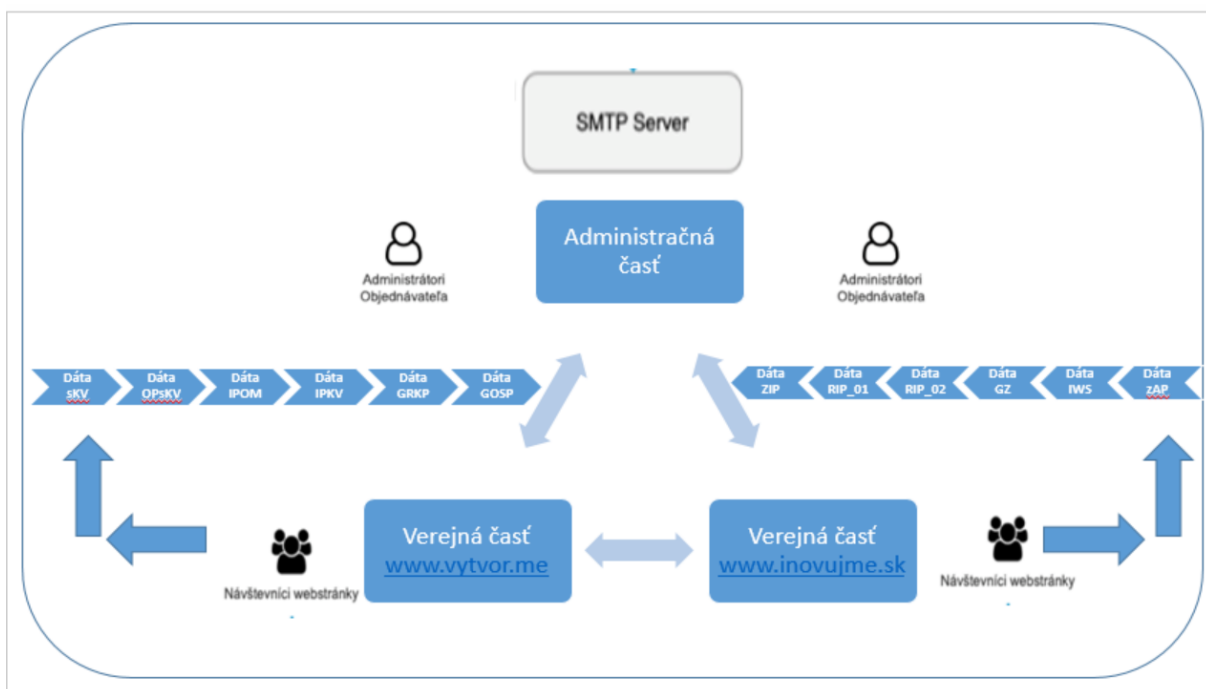 SMTP Server
Administračná
časť
Administrátori
Objednávateľa
Administrátori
Objednávateľa
Dáta
sKV
Dáta
OPsKV
Dáta
IPOM
Dáta
IPKV
Dáta
GRKP
Dáta
GOSP
Dáta
ZIP
Dáta
RIP_01
Dáta
RIP_02
Dáta
GZ
Dáta
IWS
Dáta
zAP
Návštevníci webstránky
Verejná časť
www.vytvor.me
Verejná časť
www.inovujme.sk
Návštevníci webstránky